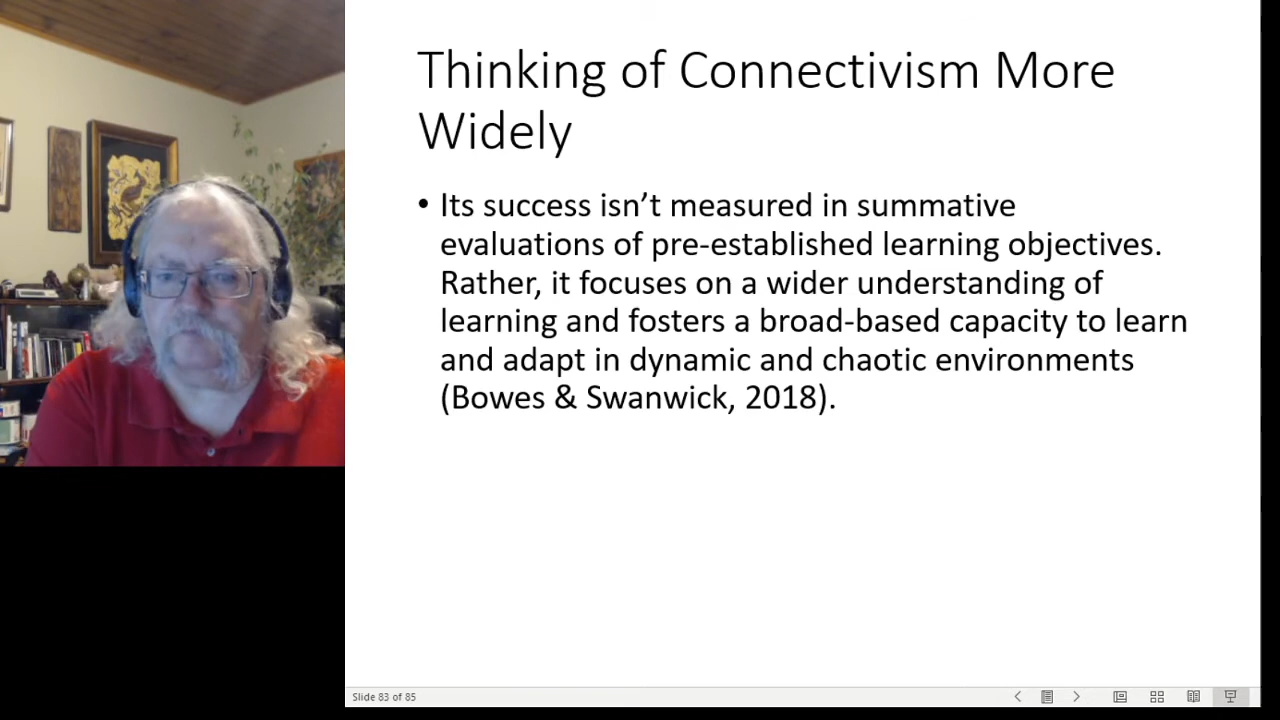 Thinking of Connectivism More
Widely
• Its success isn’t measured in summative
evaluations of pre-established learning objectives.
Rather, it focuses on a wider understanding of
learning and fosters a broad-based capacity to learn
and adapt in dynamic and chaotic environments
(Bowes & Swanwick, 2018).
Slide 83 of 85